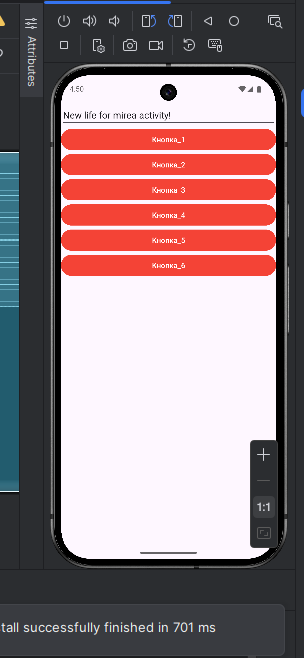 Attributes
4:50
New life for mirea activity!
Кнопка_1
Кнопка_2
Кнопка_3
Кнопка_4
Кнопка_5
Кнопка_6
1:1
tall successfully finished in 701 ms